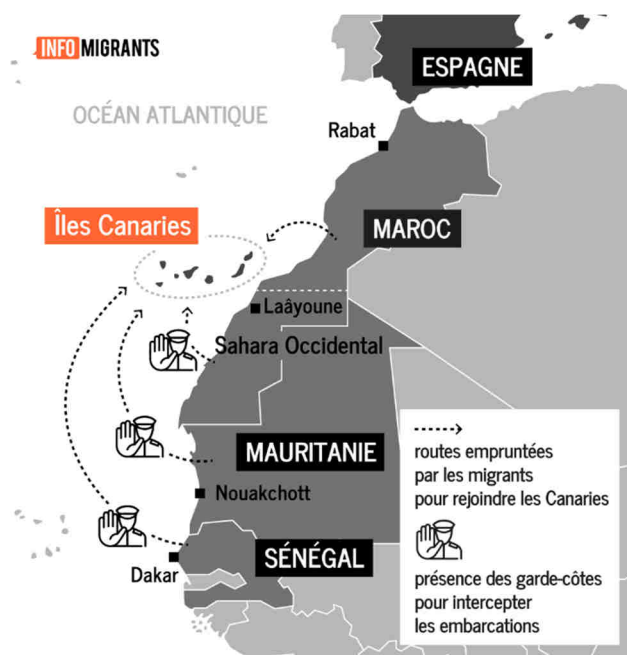 INFO MIGRANTS
ESPAGNE
OCÉAN ATLANTIQUE
Rabat
Îles Canaries
MAROC
Laâyoune
Sahara Occidental
MAURITANIE
Nouakchott
SÉNÉGAL
Dakar
routes empruntées
par les migrants
pour rejoindre les Canaries
présence des garde-côtes
pour intercepter
les embarcations